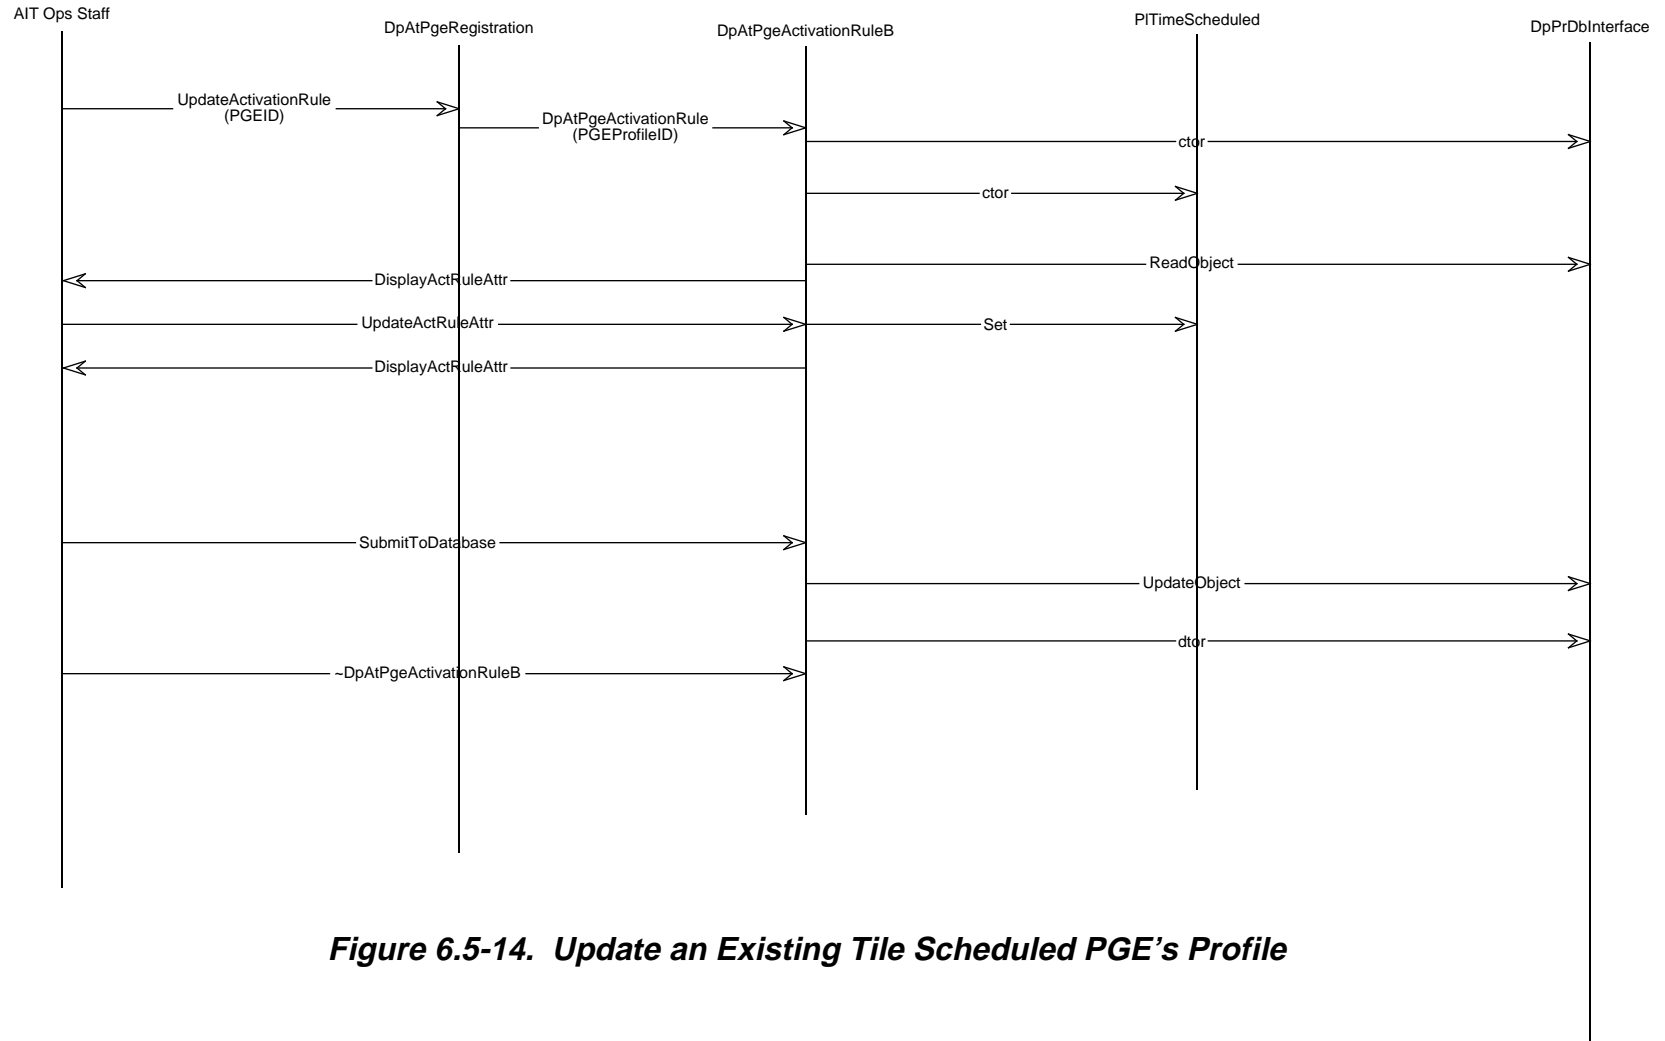 AIT Ops Staff
DpAtPgeRegistration
DpAtPgeActivationRuleB
PlTimeScheduled
DpPrDbInterface
UpdateActivationRule
(PGEID)
DpAtPgeActivationRule
(PGEProfileID)
ctor
ctor
ReadObject
DisplayActRuleAttr
UpdateActRuleAttr
Set
DisplayActRuleAttr
SubmitToDatabase
UpdateObject
dtor
~DpAtPgeActivationRuleB
Figure 6.5-14. Update an Existing Tile Scheduled PGE’s Profile